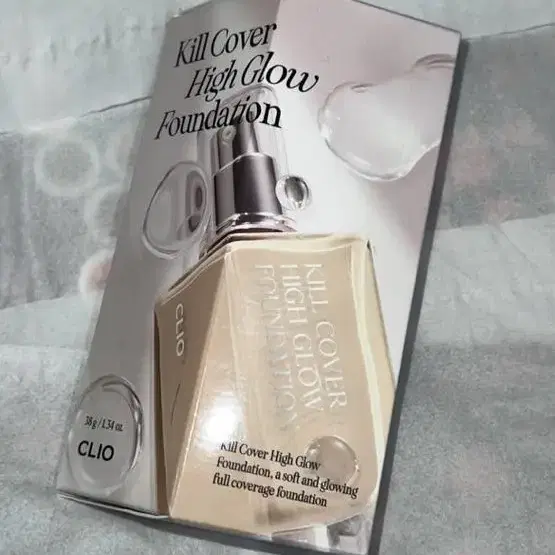 Kill Cover
High Glow
Foundation
CLIO
KILL COVER
HIGH GLOW
FOUNDATION
38 g / 1.34 oz.
CLIO
Kill Cover High Glow
Foundation, a soft and glowing
full coverage foundation